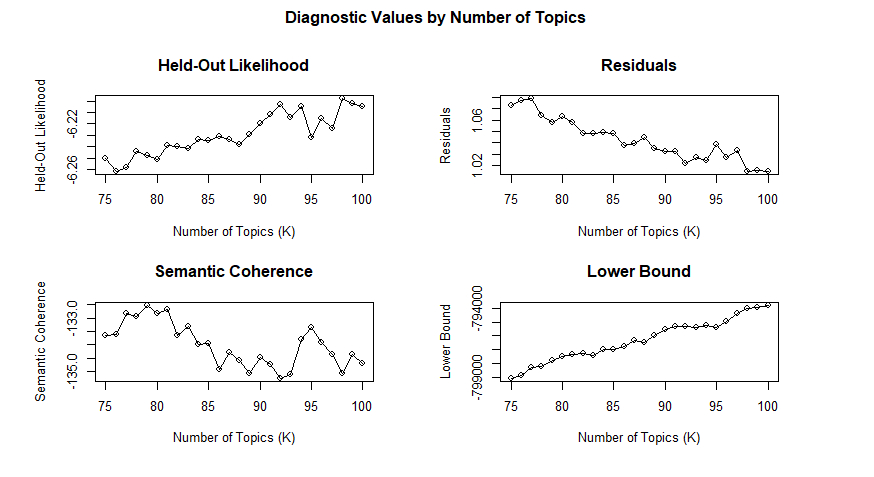 Diagnostic Values by Number of Topics
Held-Out Likelihood
Held-Out Likelihood
-6.22
-6.26
75 80 85 90 95 100
Number of Topics (K)
Residuals
Residuals
1.06
1.02
75 80 85 90 95 100
Number of Topics (K)
Semantic Coherence
Semantic Coherence
-133.0
-135.0
75 80 85 90 95 100
Number of Topics (K)
Lower Bound
Lower Bound
-794000
-799000
75 80 85 90 95 100
Number of Topics (K)